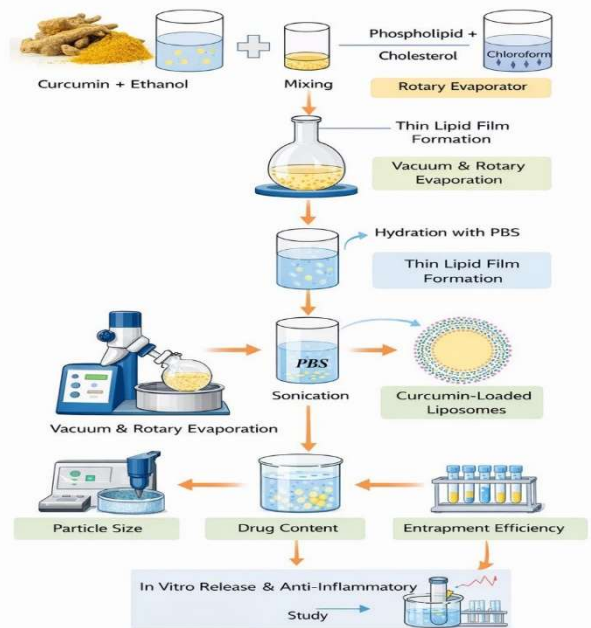 Curcumin + Ethanol
Mixing
Phospholipid +
Cholesterol
Chloroform
Rotary Evaporator
Thin Lipid Film
Formation
Vacuum & Rotary
Evaporation
Hydration with PBS
Thin Lipid Film
Formation
PBS
Sonication
Vacuum & Rotary Evaporation
Curcumin-Loaded
Liposomes
Particle Size
Drug Content
Entrapment Efficiency
In Vitro Release & Anti-Inflammatory
Study